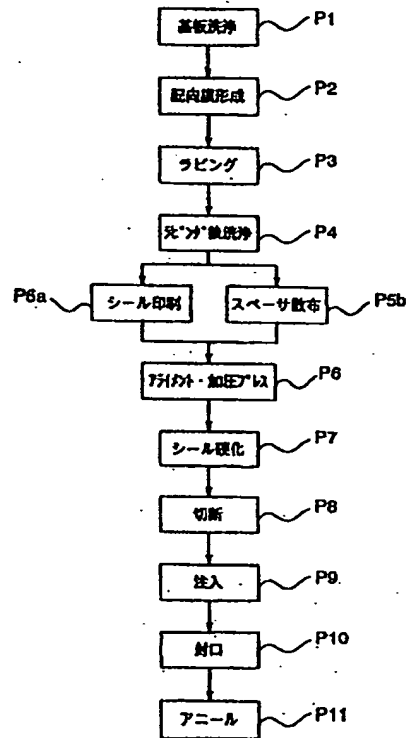 基板洗浄 P1
配向膜形成 P2
ラビング P3
ラビング後洗浄 P4
P6a シール印刷 スペーサ散布 P5b
アライメント・加圧プレス P6
シール硬化 P7
切断 P8
注入 P9
封口 P10
アニール P11